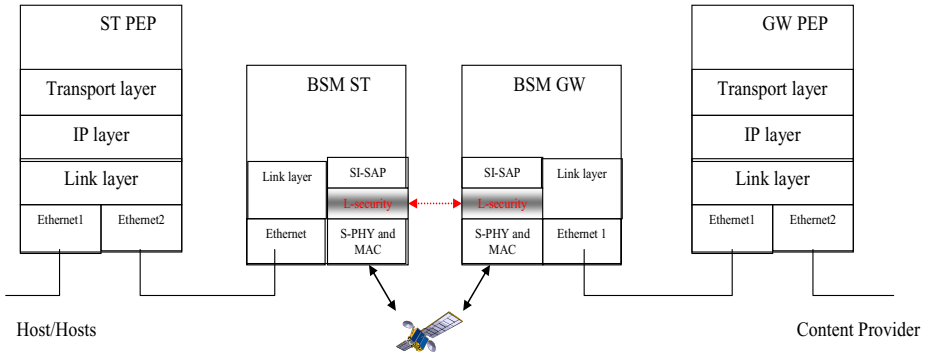 ST PEP
Transport layer
IP layer
Link layer
Ethernet1
Ethernet2
Host/Hosts
BSM ST
Link layer
SI-SAP
L-security
Ethernet
S-PHY and
MAC
BSM GW
SI-SAP
Link layer
L-security
S-PHY and
MAC
Ethernet 1
GW PEP
Transport layer
IP layer
Link layer
Ethernet1
Ethernet2
Content Provider